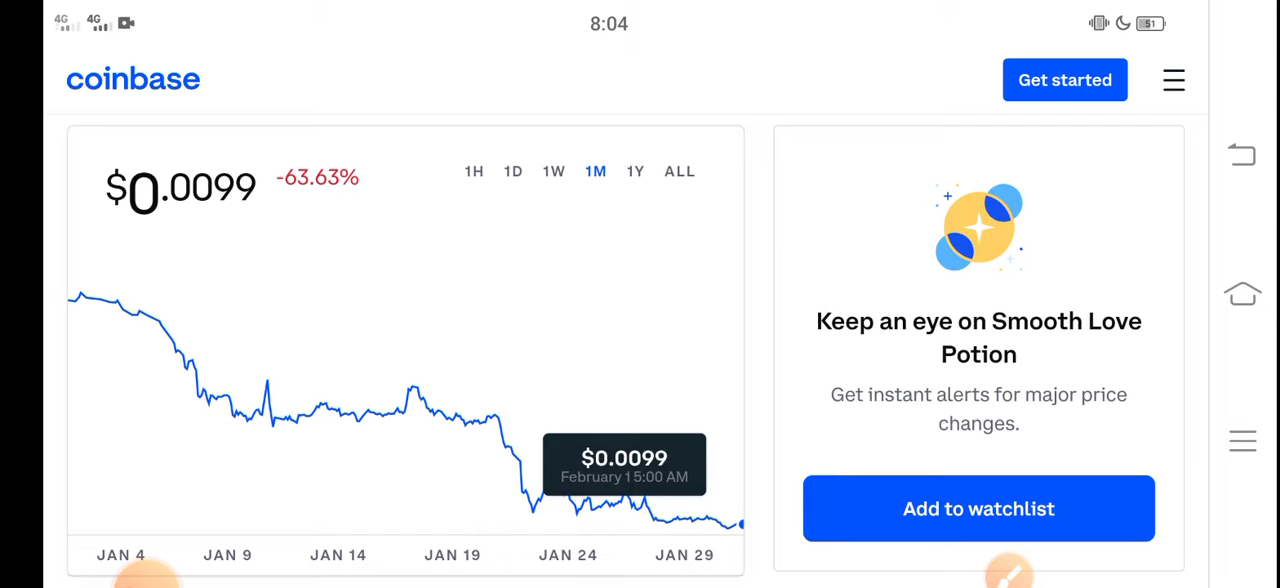 4G 4G 8:04 51
coinbase Get started
$0.0099 -63.63% 1H 1D 1W 1M 1Y ALL
Keep an eye on Smooth Love
Potion
Get instant alerts for major price
changes.
$0.0099
February 1 5:00 AM
Add to watchlist
JAN 4 JAN 9 JAN 14 JAN 19 JAN 24 JAN 29